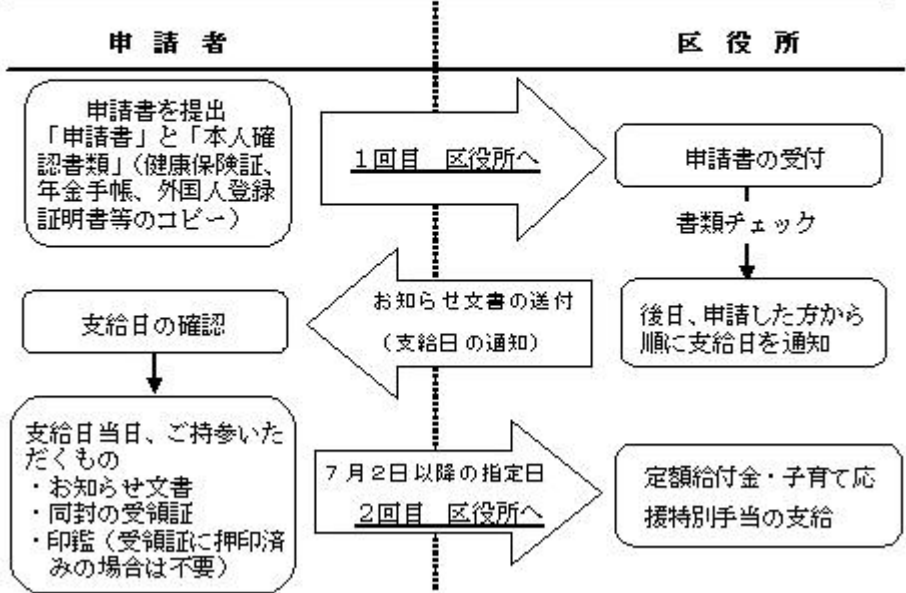 申請者
区役所
申請書を提出
「申請書」と「本人確
認書類」（健康保険証、
年金手帳、外国人登録
証明書等のコピー）
1回目　区役所へ
申請書の受付
書類チェック
後日、申請した方から
順に支給日を通知
お知らせ文書の送付
（支給日の通知）
支給日の確認
支給日当日、ご持参いた
だくもの
・お知らせ文書
・同封の受領証
・印鑑（受領証に押印済
みの場合は不要）
7月2日以降の指定日
2回目　区役所へ
定額給付金・子育て応
援特別手当の支給